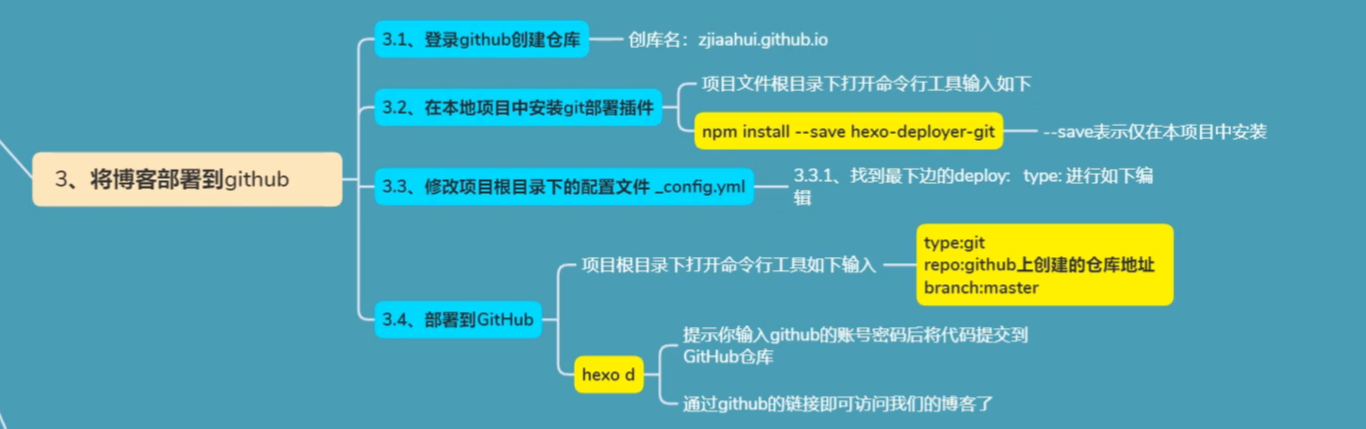 3、将博客部署到github
3.1、登录github创建仓库
创库名：zjiaahui.github.io
3.2、在本地项目中安装git部署插件
项目文件根目录下打开命令行工具输入如下
npm install --save hexo-deployer-git
--save表示仅在本项目中安装
3.3、修改项目根目录下的配置文件 _config.yml
3.3.1、找到最下边的deploy: type: 进行如下编
辑
3.4、部署到GitHub
项目根目录下打开命令行工具如下输入
type:git
repo:github上创建的仓库地址
branch:master
hexo d
提示你输入github的账号密码后将代码提交到
GitHub仓库
通过github的链接即可访问我们的博客了